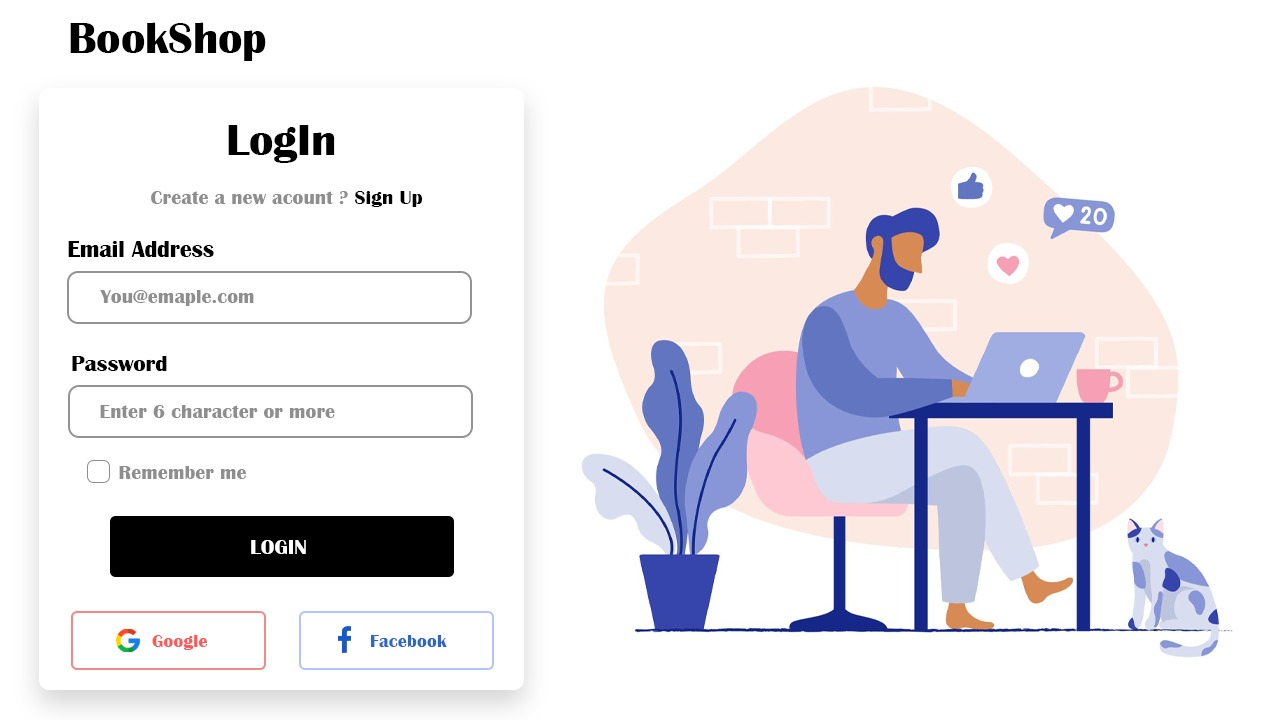 BookShop
LogIn
Create a new acount ? Sign Up
Email Address
You@emaple.com
Password
Enter 6 character or more
Remember me
LOGIN
Google
Facebook
20